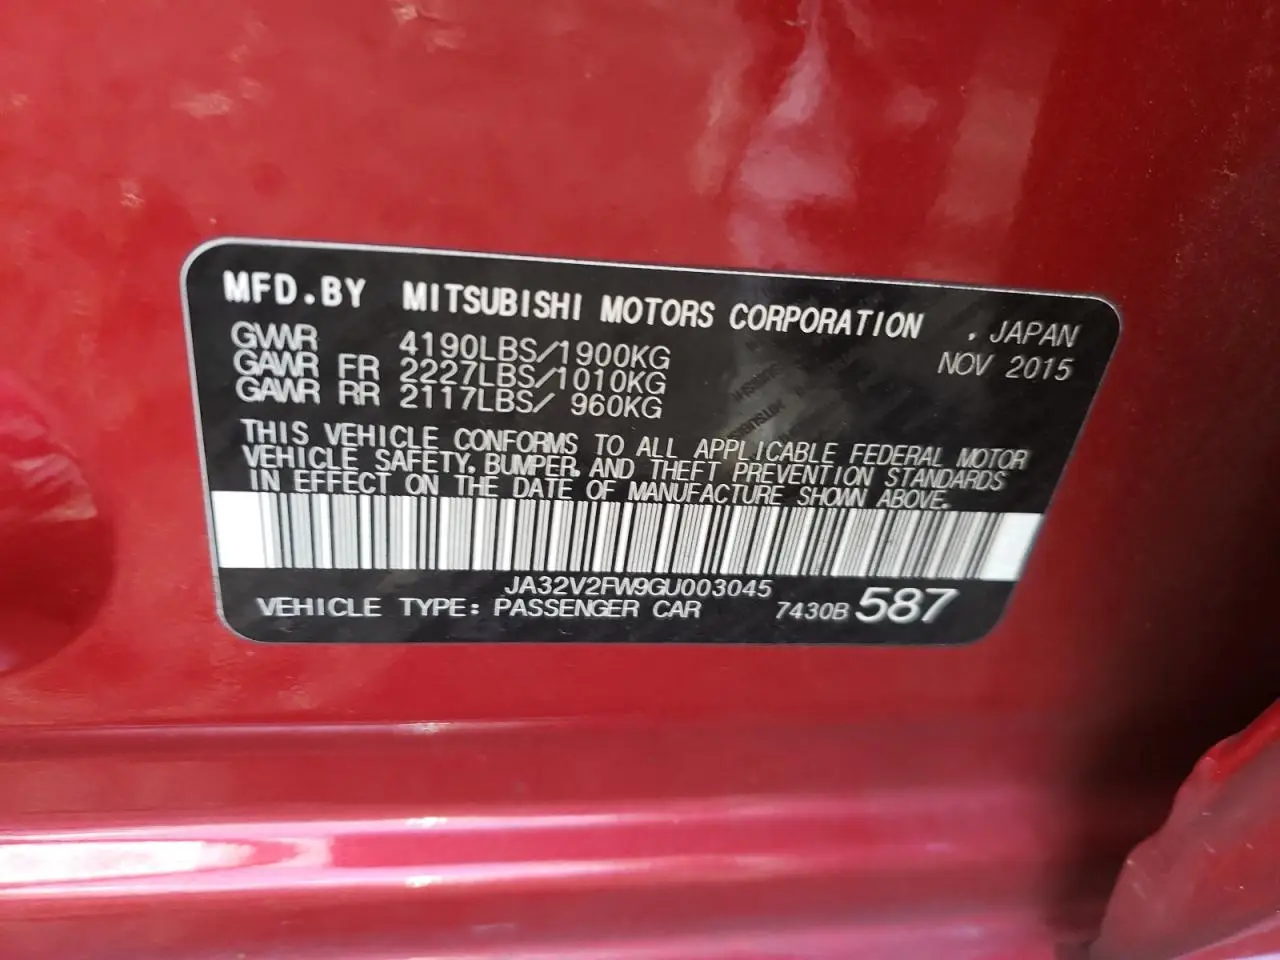 MFD.BY MITSUBISHI MOTORS CORPORATION , JAPAN
GVWR 4190LBS/1900KG NOV 2015
GAWR FR 2227LBS/1010KG
GAWR RR 2117LBS/ 960KG
THIS VEHICLE CONFORMS TO ALL APPLICABLE FEDERAL MOTOR
VEHICLE SAFETY, BUMPER, AND THEFT PREVENTION STANDARDS
IN EFFECT ON THE DATE OF MANUFACTURE SHOWN ABOVE.
JA32V2FW9GU003045
VEHICLE TYPE: PASSENGER CAR 7430B 587